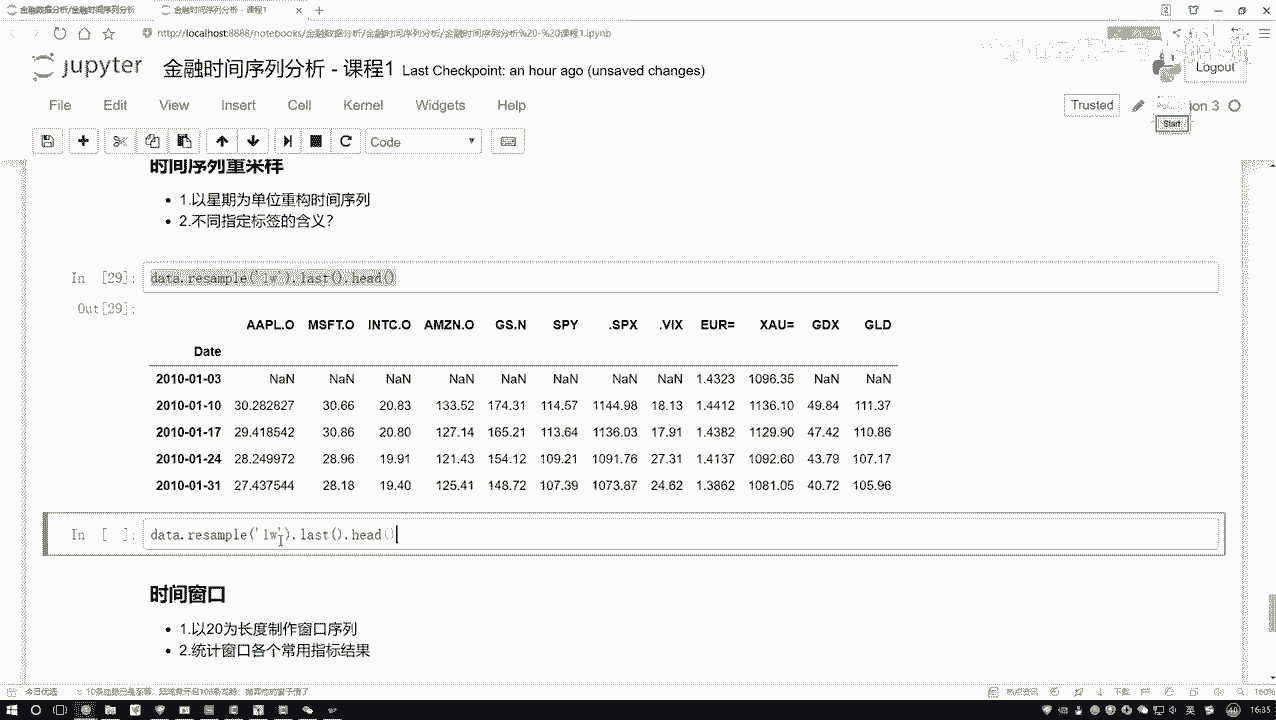 金融数据分析/金融时间序列分析
金融时间序列分析 - 课程1
http://localhost:8888/notebooks/金融数据分析/金融时间序列分析/金融时间序列分析%20-%20课程1.ipynb
jupyter 金融时间序列分析 - 课程1 Last Checkpoint: an hour ago (unsaved changes)
Logout
File Edit View Insert Cell Kernel Widgets Help
Trusted
on 3
Start
Code
时间序列重采样
1.以星期为单位重构时间序列
2.不同指定标签的含义?
In [29]: data.resample('1w').last().head()
Out[29]:
AAPL.O MSFT.O INTC.O AMZN.O GS.N SPY .SPX .VIX EUR= XAU= GDX GLD
Date
2010-01-03 NaN NaN NaN NaN NaN NaN NaN NaN 1.4323 1096.35 NaN NaN
2010-01-10 30.282827 30.66 20.83 133.52 174.31 114.57 1144.98 18.13 1.4412 1136.10 49.84 111.37
2010-01-17 29.418542 30.86 20.80 127.14 165.21 113.64 1136.03 17.91 1.4382 1129.90 47.42 110.86
2010-01-24 28.249972 28.96 19.91 121.43 154.12 109.21 1091.76 27.31 1.4137 1092.60 43.79 107.17
2010-01-31 27.437544 28.18 19.40 125.41 148.72 107.39 1073.87 24.62 1.3862 1081.05 40.72 105.96
In [ ]: data.resample('1w').last().head()
时间窗口
1.以20为长度制作窗口序列
2.统计窗口各个常用指标结果
今日优选
热点资讯
下载
160%
英
16:35